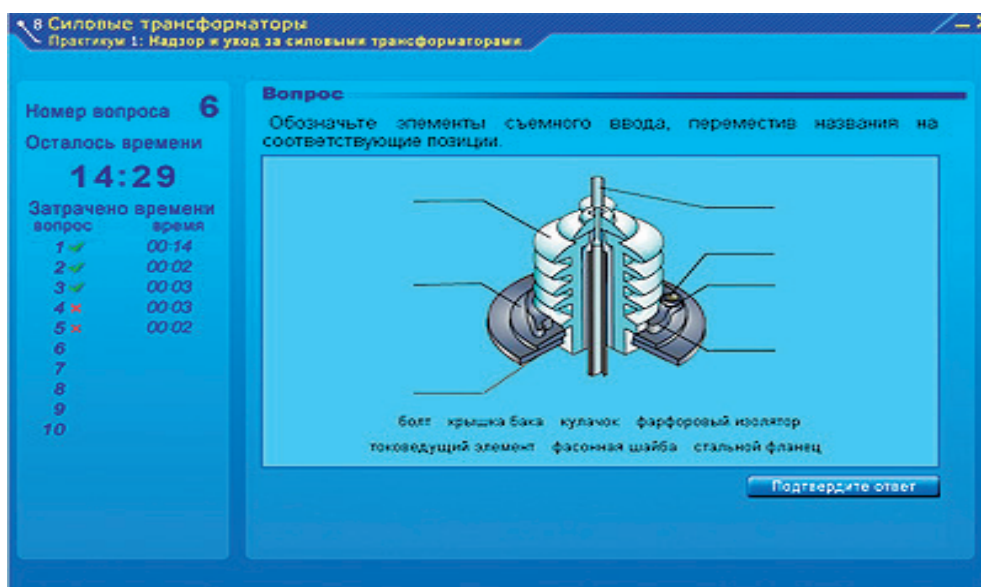 8 Силовые трансформаторы
Практикум 1: Надзор и уход за силовыми трансформаторами
Номер вопроса 6
Осталось времени
14:29
Затрачено времени
вопрос время
1 00:14
2 00:02
3 00:03
4 00:03
5 00:02
6
7
8
9
10
Вопрос
Обозначьте элементы съемного ввода, переместив названия на
соответствующие позиции.
болт крышка бака кулачок фарфоровый изолятор
токоведущий элемент фасонная шайба стальной фланец
Подтвердите ответ